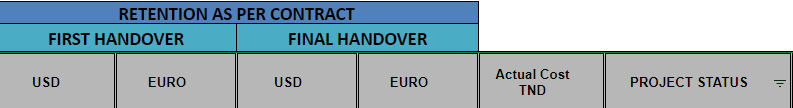 RETENTION AS PER CONTRACT
FIRST HANDOVER FINAL HANDOVER
USD EURO USD EURO Actual Cost TND PROJECT STATUS